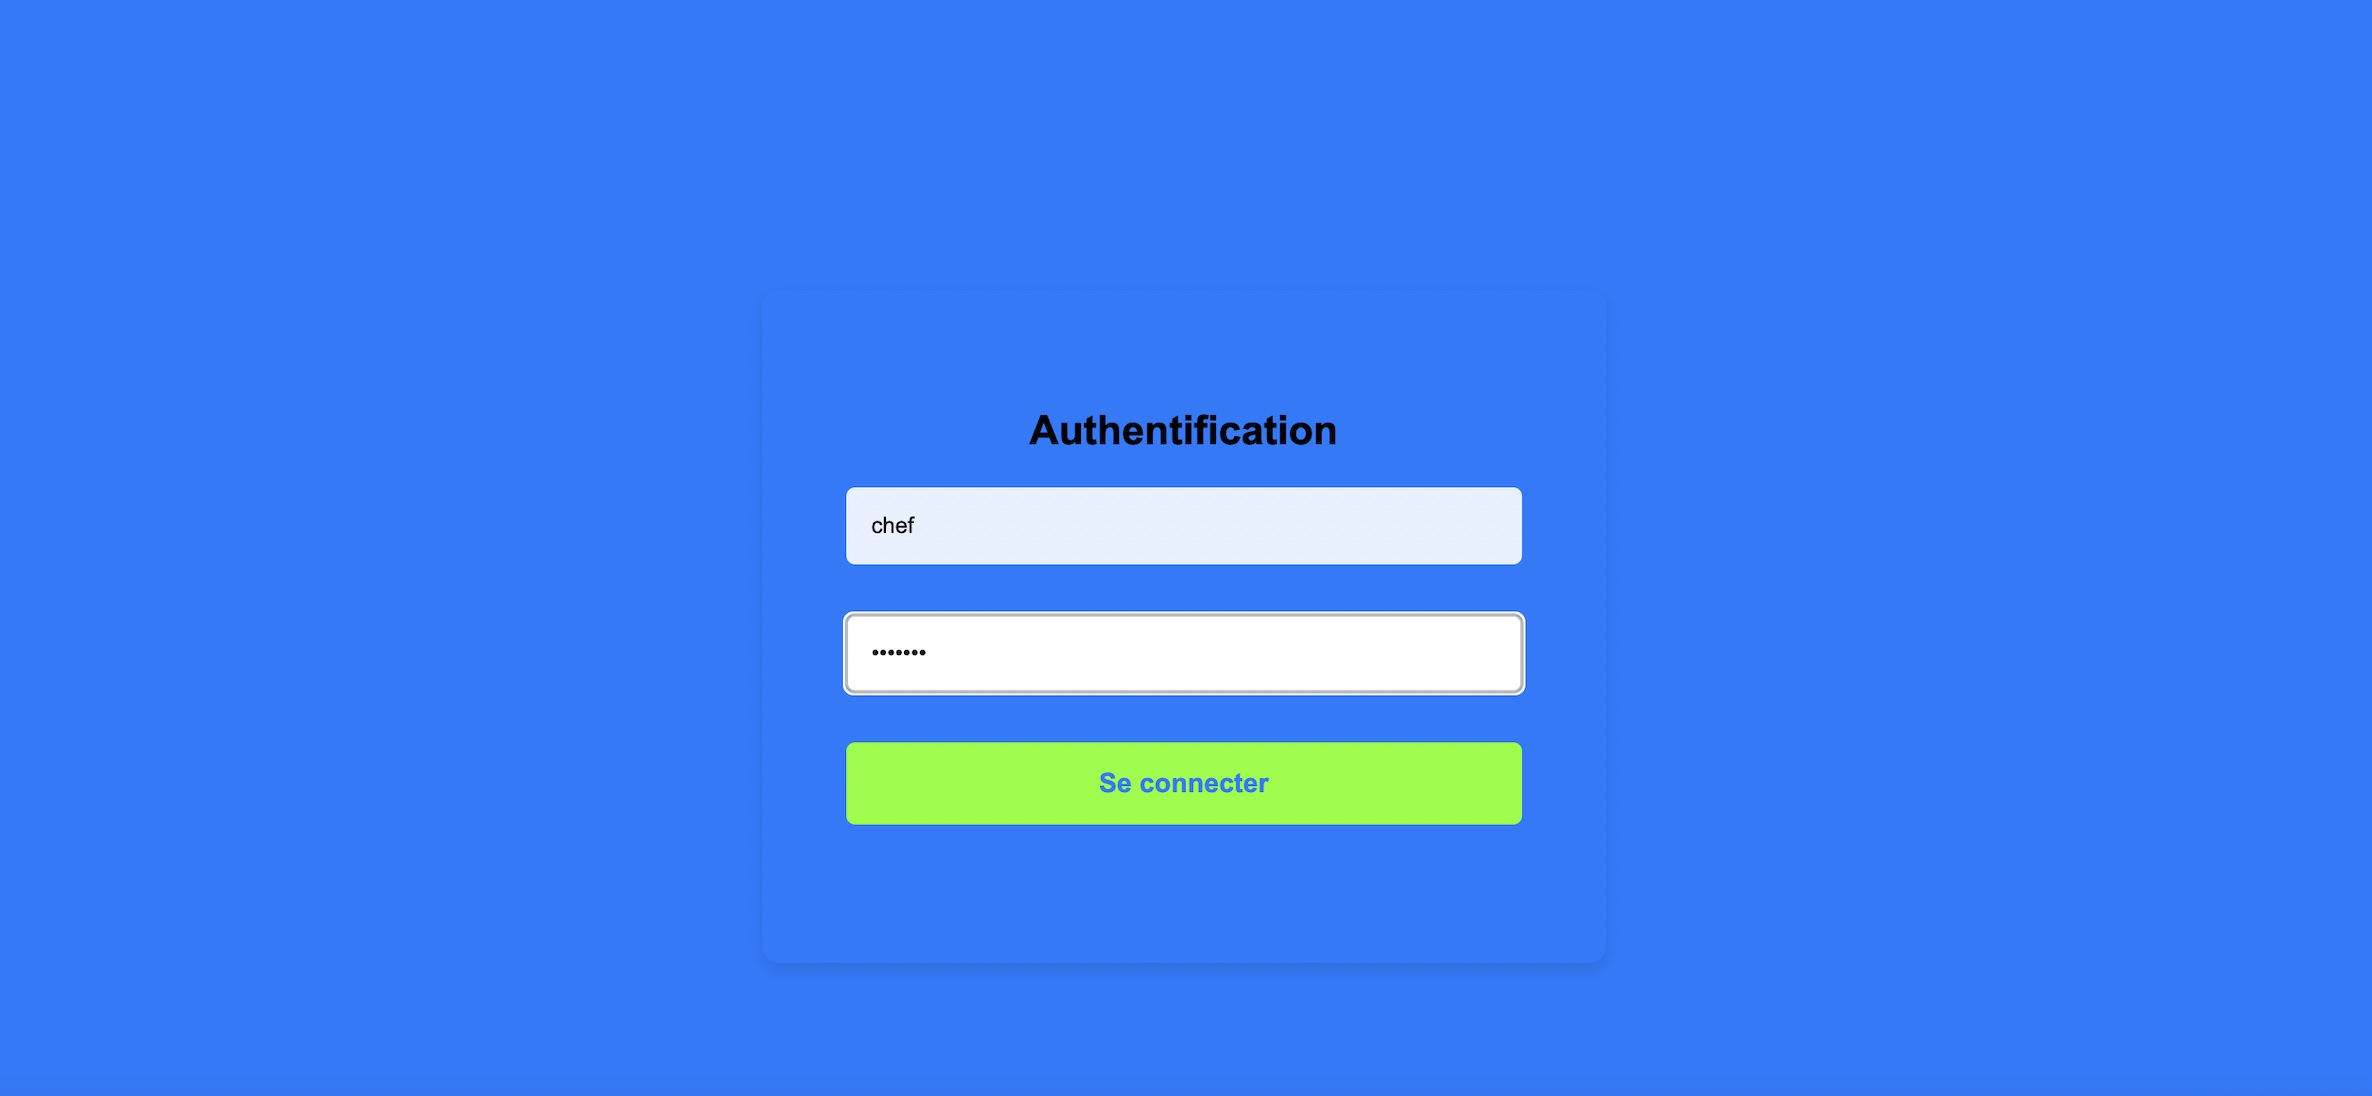 Authentification
chef
•••••••
Se connecter